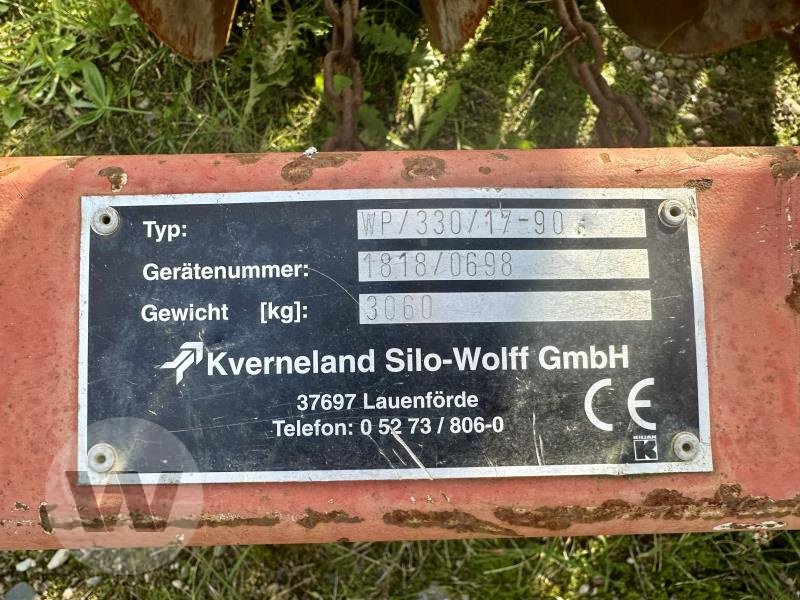 Typ: WP/330/17-90
Gerätenummer: 1818/0698
Gewicht [kg]: 3060
Kverneland Silo-Wolff GmbH
37697 Lauenförde
Telefon: 0 52 73 / 806-0
CE
KILIAN
K
W